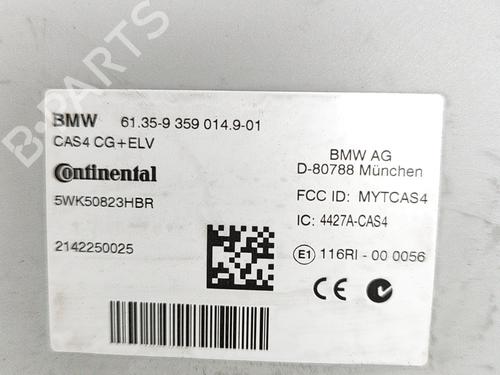 BMW 61.35-9 359 014.9-01
CAS4 CG+ELV
Continental
5WK50823HBR
2142250025
BMW AG
D-80788 München
FCC ID: MYTCAS4
IC: 4427A-CAS4
E1 116RI - 00 0056
CE
B-PARTS